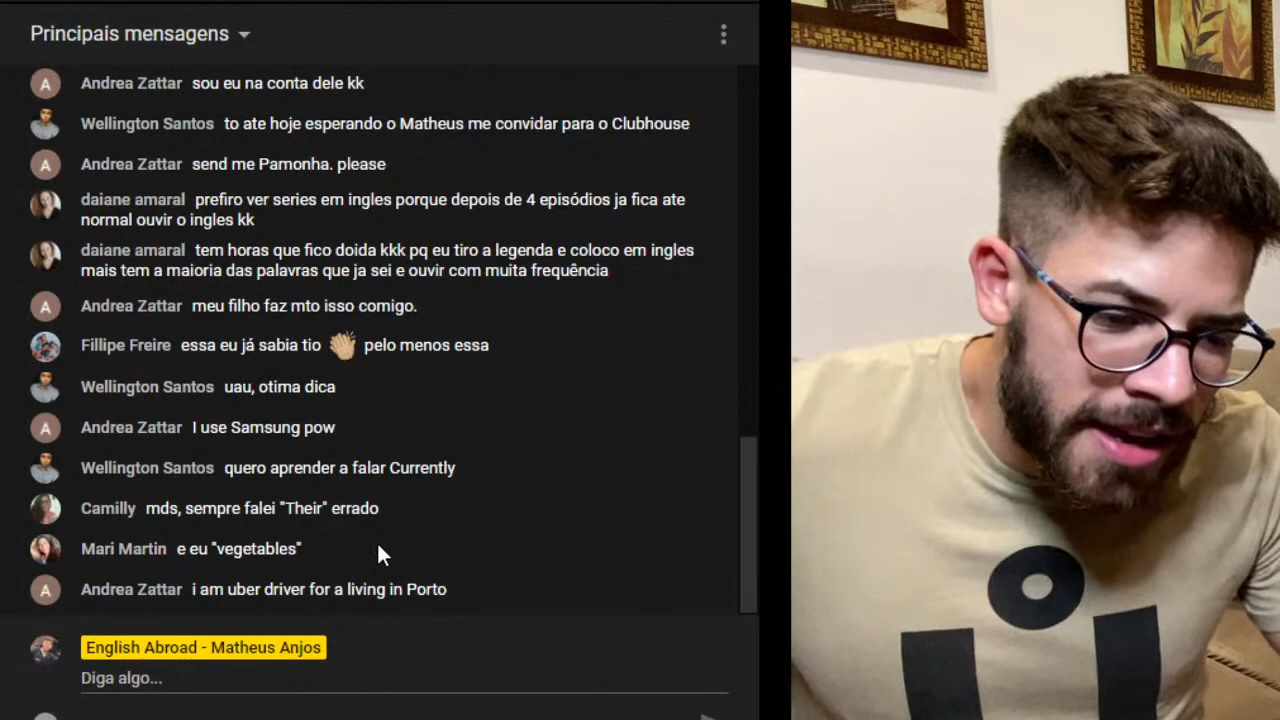 Principais mensagens
Andrea Zattar sou eu na conta dele kk
Wellington Santos to ate hoje esperando o Matheus me convidar para o Clubhouse
Andrea Zattar send me Pamonha. please
daiane amaral prefiro ver series em ingles porque depois de 4 episódios ja fica ate
normal ouvir o ingles kk
daiane amaral tem horas que fico doida kkk pq eu tiro a legenda e coloco em ingles
mais tem a maioria das palavras que ja sei e ouvir com muita frequência
Andrea Zattar meu filho faz mto isso comigo.
Fillipe Freire essa eu já sabia tio 👏🏼 pelo menos essa
Wellington Santos uau, otima dica
Andrea Zattar I use Samsung pow
Wellington Santos quero aprender a falar Currently
Camilly mds, sempre falei "Their" errado
Mari Martin e eu "vegetables"
Andrea Zattar i am uber driver for a living in Porto
English Abroad - Matheus Anjos
Diga algo...